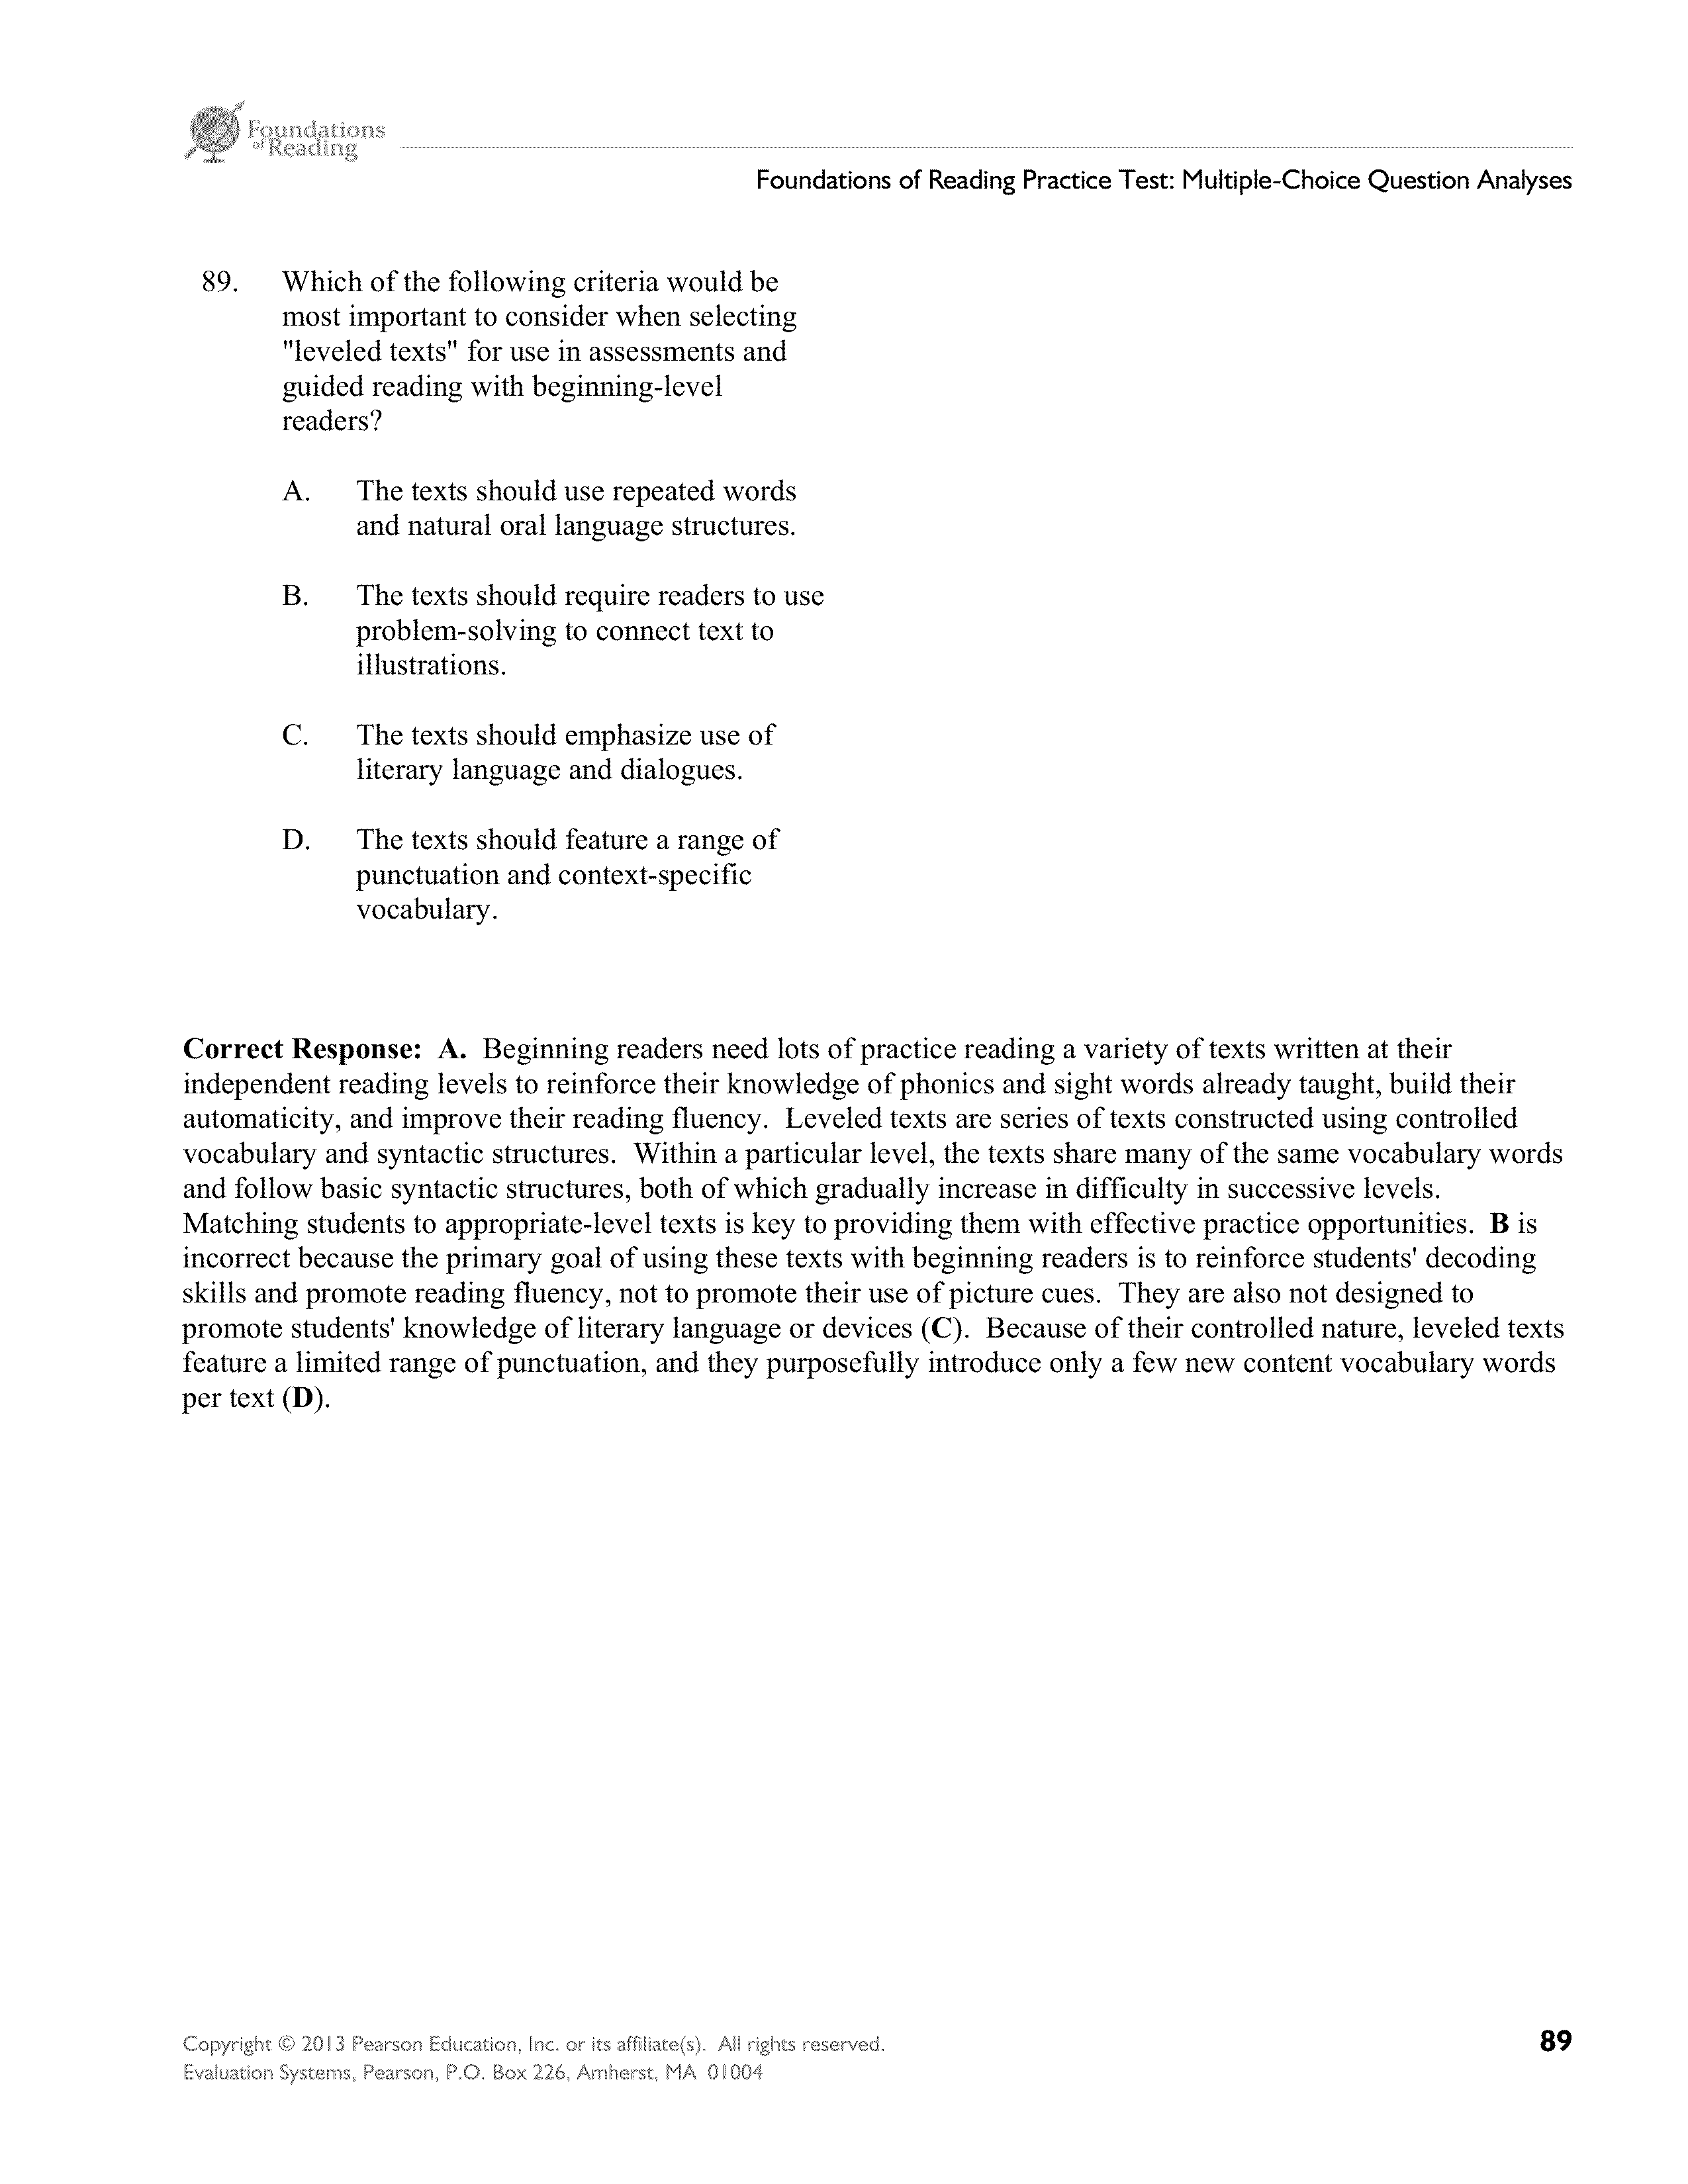 Foundations
of Reading
Foundations of Reading Practice Test: Multiple-Choice Question Analyses
89. Which of the following criteria would be
most important to consider when selecting
"leveled texts" for use in assessments and
guided reading with beginning-level
readers?
A. The texts should use repeated words
and natural oral language structures.
B. The texts should require readers to use
problem-solving to connect text to
illustrations.
C. The texts should emphasize use of
literary language and dialogues.
D. The texts should feature a range of
punctuation and context-specific
vocabulary.
Correct Response: A. Beginning readers need lots of practice reading a variety of texts written at their
independent reading levels to reinforce their knowledge of phonics and sight words already taught, build their
automaticity, and improve their reading fluency. Leveled texts are series of texts constructed using controlled
vocabulary and syntactic structures. Within a particular level, the texts share many of the same vocabulary words
and follow basic syntactic structures, both of which gradually increase in difficulty in successive levels.
Matching students to appropriate-level texts is key to providing them with effective practice opportunities. B is
incorrect because the primary goal of using these texts with beginning readers is to reinforce students' decoding
skills and promote reading fluency, not to promote their use of picture cues. They are also not designed to
promote students' knowledge of literary language or devices (C). Because of their controlled nature, leveled texts
feature a limited range of punctuation, and they purposefully introduce only a few new content vocabulary words
per text (D).
Copyright © 2013 Pearson Education, Inc. or its affiliate(s). All rights reserved. 89
Evaluation Systems, Pearson, P.O. Box 226, Amherst, MA 01004